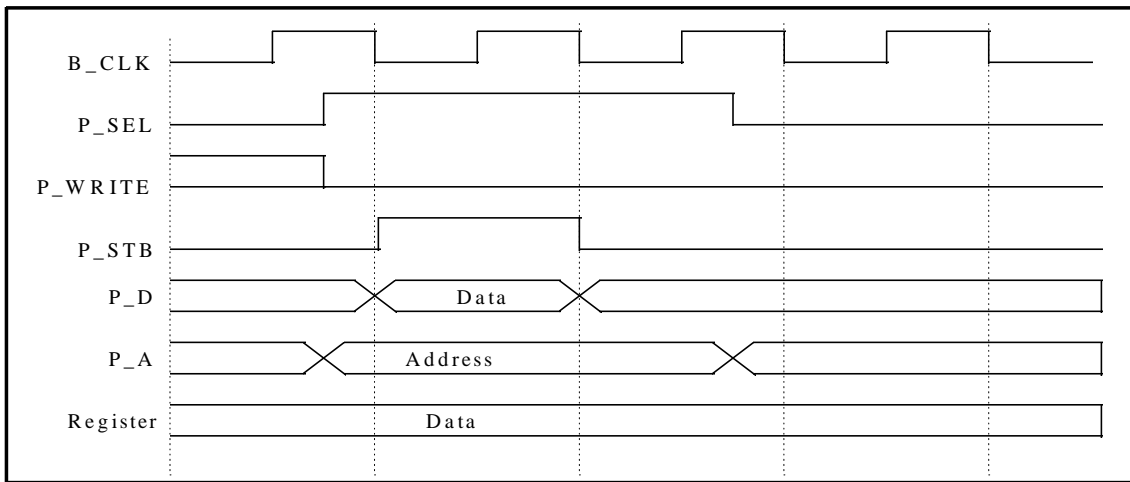 B_CLK
P_SEL
P_WRITE
P_STB
P_D Data
P_A Address
Register Data